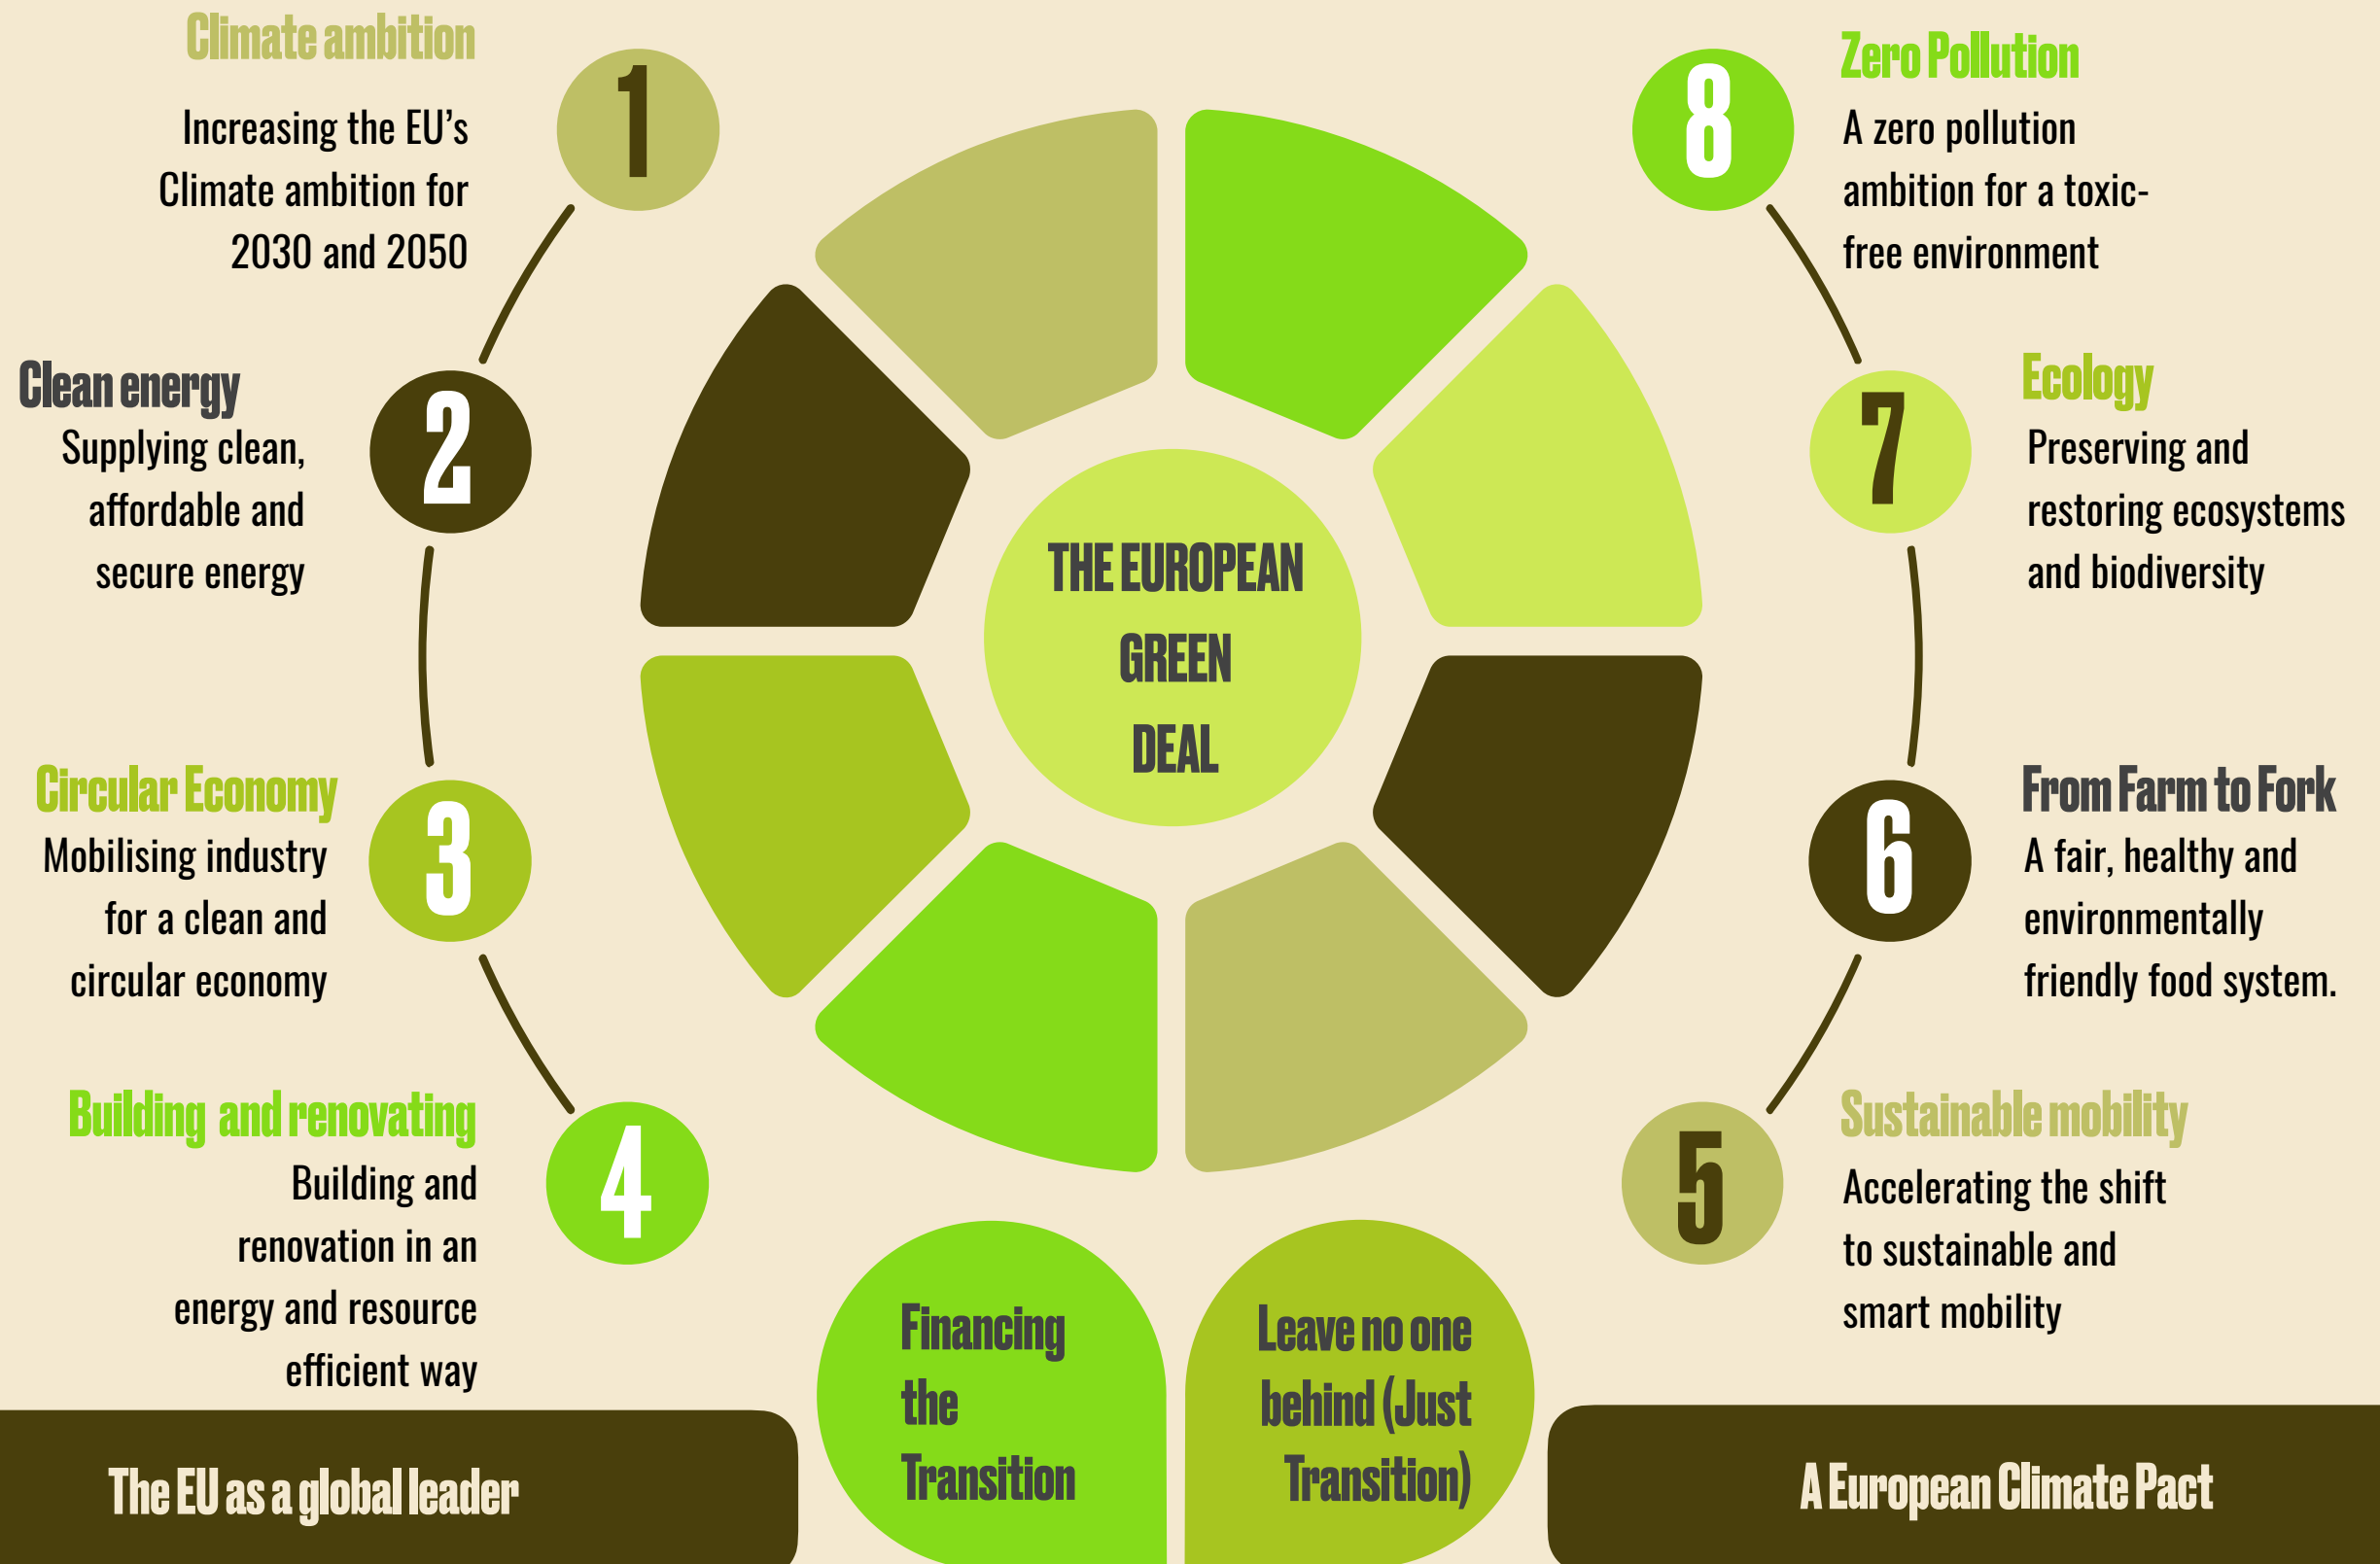 Climate ambition
1
Increasing the EU’s
Climate ambition for
2030 and 2050
Clean energy
2
Supplying clean,
affordable and
secure energy
Circular Economy
3
Mobilising industry
for a clean and
circular economy
Building and renovating
4
Building and
renovation in an
energy and resource
efficient way
THE EUROPEAN
GREEN
DEAL
8
Zero Pollution
A zero pollution
ambition for a toxic-
free environment
7
Ecology
Preserving and
restoring ecosystems
and biodiversity
6
From Farm to Fork
A fair, healthy and
environmentally
friendly food system.
5
Sustainable mobility
Accelerating the shift
to sustainable and
smart mobility
The EU as a global leader
Financing
the
Transition
Leave no one
behind (Just
Transition)
A European Climate Pact